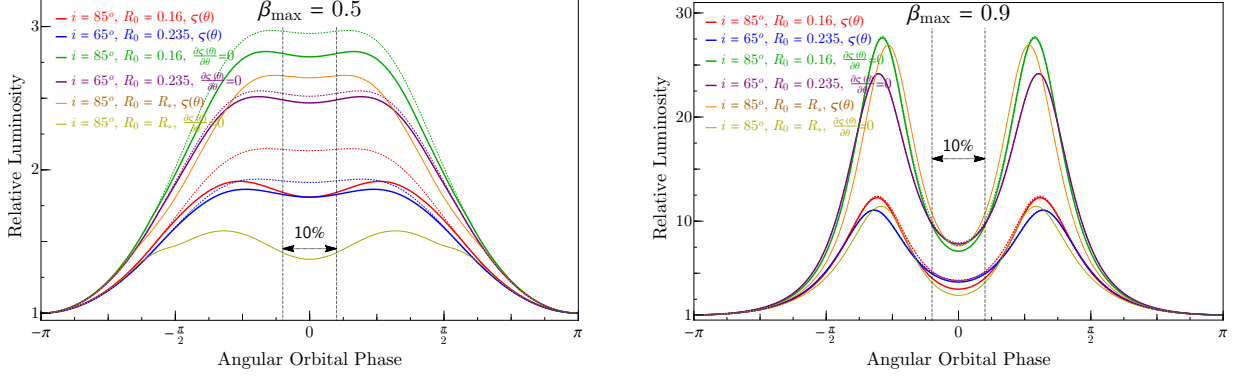 β_max = 0.5
Relative Luminosity
3
2
1
i = 85°, R₀ = 0.16, ς(θ)
i = 65°, R₀ = 0.235, ς(θ)
i = 85°, R₀ = 0.16, ∂ς(θ)/∂θ=0
i = 65°, R₀ = 0.235, ∂ς(θ)/∂θ=0
i = 85°, R₀ = R⁎, ς(θ)
i = 85°, R₀ = R⁎, ∂ς(θ)/∂θ=0
10%
−π −π/2 0 π/2 π
Angular Orbital Phase
β_max = 0.9
Relative Luminosity
30
20
10
1
i = 85°, R₀ = 0.16, ς(θ)
i = 65°, R₀ = 0.235, ς(θ)
i = 85°, R₀ = 0.16, ∂ς(θ)/∂θ=0
i = 65°, R₀ = 0.235, ∂ς(θ)/∂θ=0
i = 85°, R₀ = R⁎, ς(θ)
i = 85°, R₀ = R⁎, ∂ς(θ)/∂θ=0
10%
−π −π/2 0 π/2 π
Angular Orbital Phase